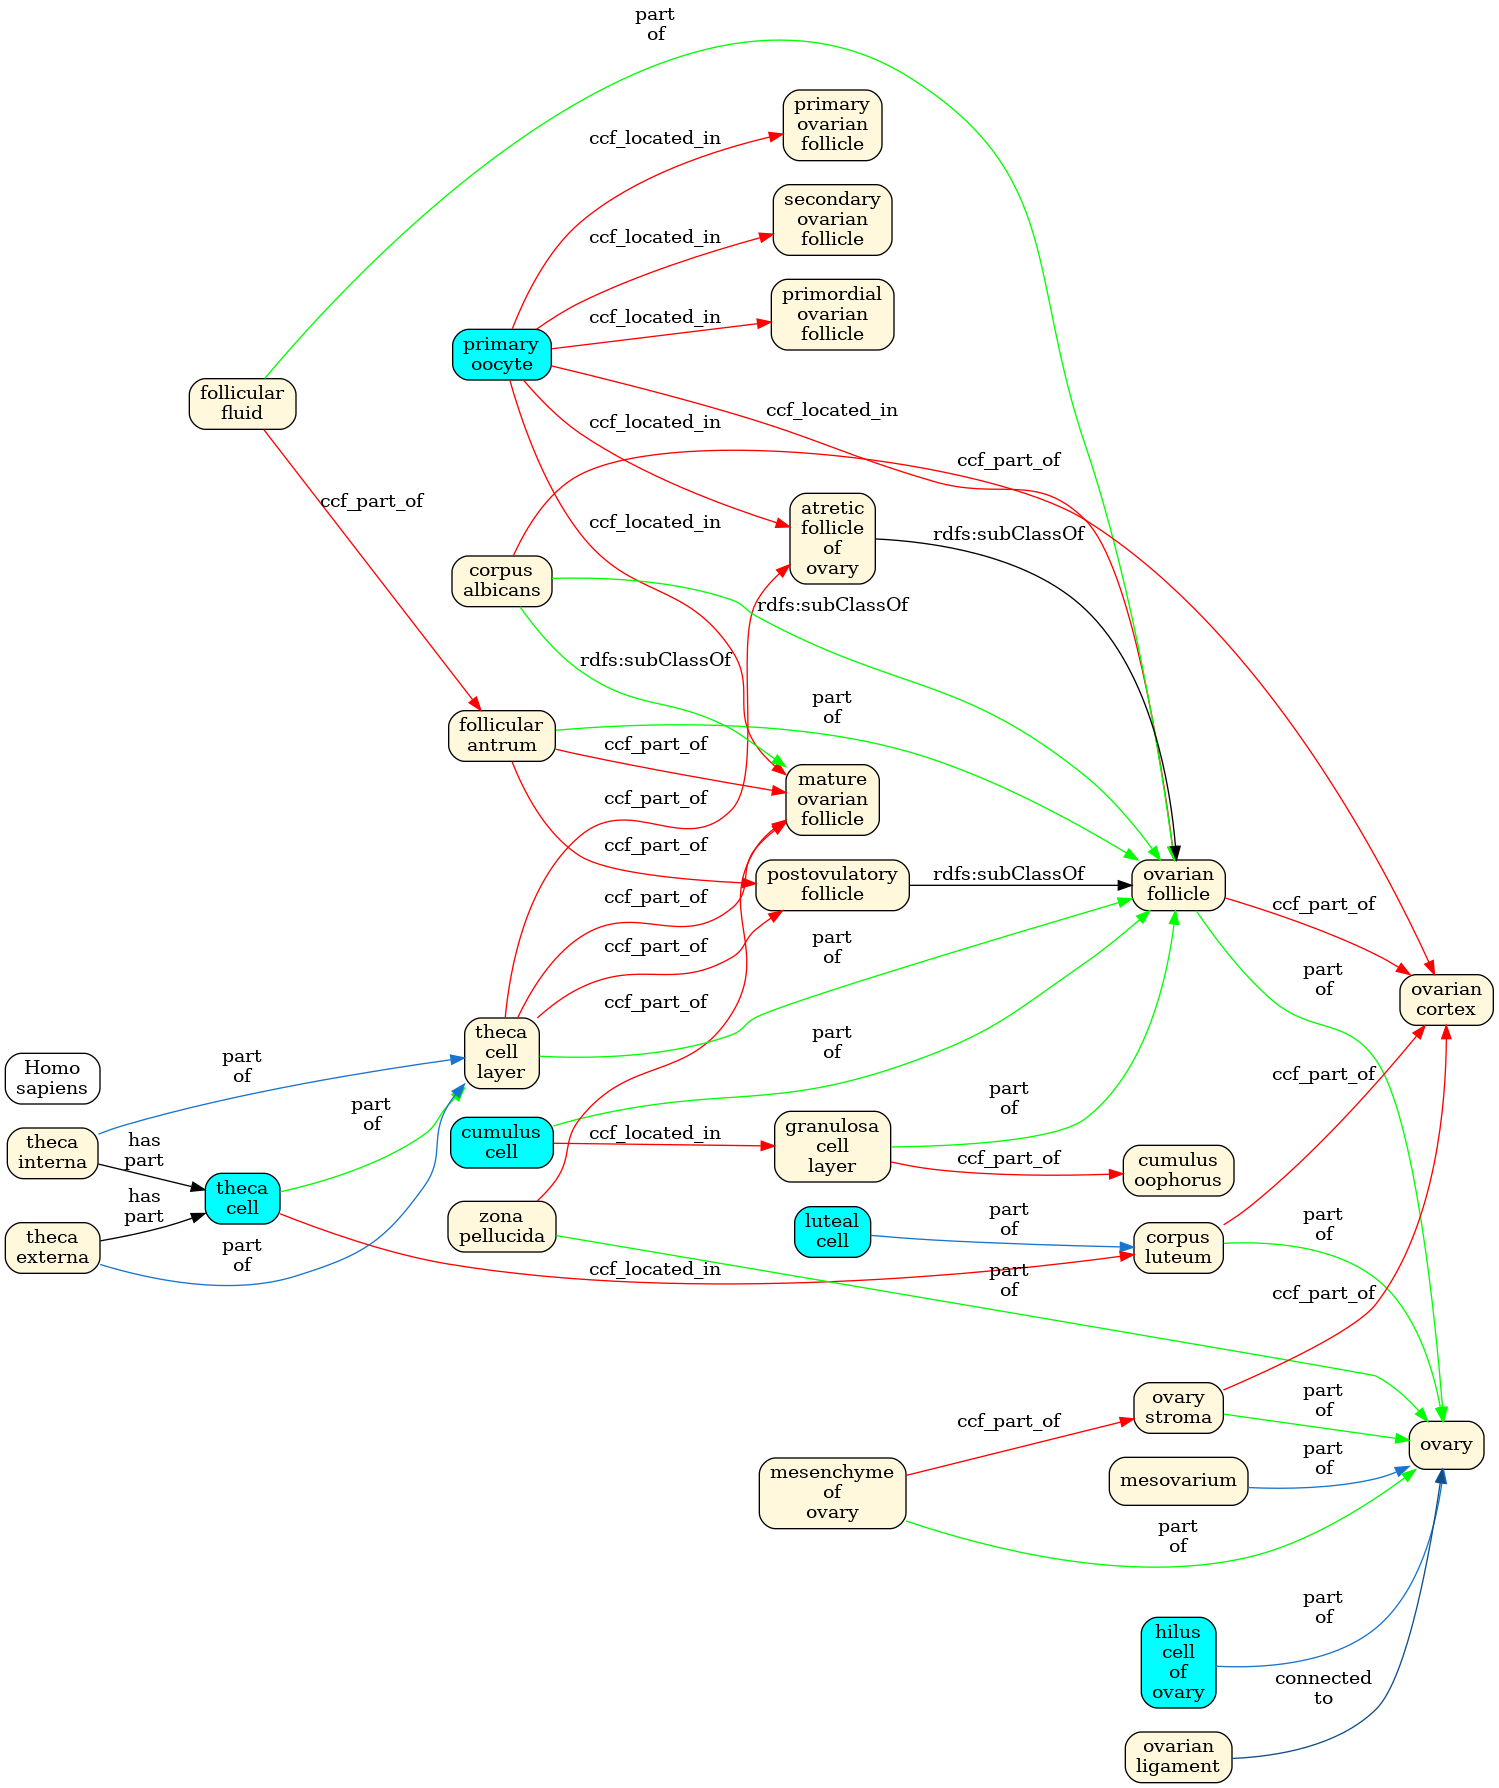 part
of
primary
ovarian
follicle
ccf_located_in
secondary
ovarian
follicle
ccf_located_in
primordial
ovarian
follicle
ccf_located_in
primary
oocyte
follicular
fluid
ccf_located_in
ccf_located_in
ccf_part_of
ccf_part_of
ccf_located_in
atretic
follicle
of
ovary
rdfs:subClassOf
corpus
albicans
rdfs:subClassOf
rdfs:subClassOf
part
of
follicular
antrum
ccf_part_of
mature
ovarian
follicle
ccf_part_of
ccf_part_of
postovulatory
follicle
rdfs:subClassOf
ovarian
follicle
ccf_part_of
ccf_part_of
ccf_part_of
part
of
part
of
ovarian
cortex
ccf_part_of
theca
cell
layer
part
of
Homo
sapiens
part
of
ccf_part_of
part
of
part
of
theca
interna
has
part
cumulus
cell
ccf_located_in
granulosa
cell
layer
ccf_part_of
cumulus
oophorus
theca
cell
has
part
theca
externa
part
of
zona
pellucida
luteal
cell
part
of
corpus
luteum
part
of
ccf_located_in
part
of
ccf_part_of
ovary
stroma
part
of
ccf_part_of
ovary
mesenchyme
of
ovary
mesovarium
part
of
part
of
hilus
cell
of
ovary
part
of
connected
to
ovarian
ligament